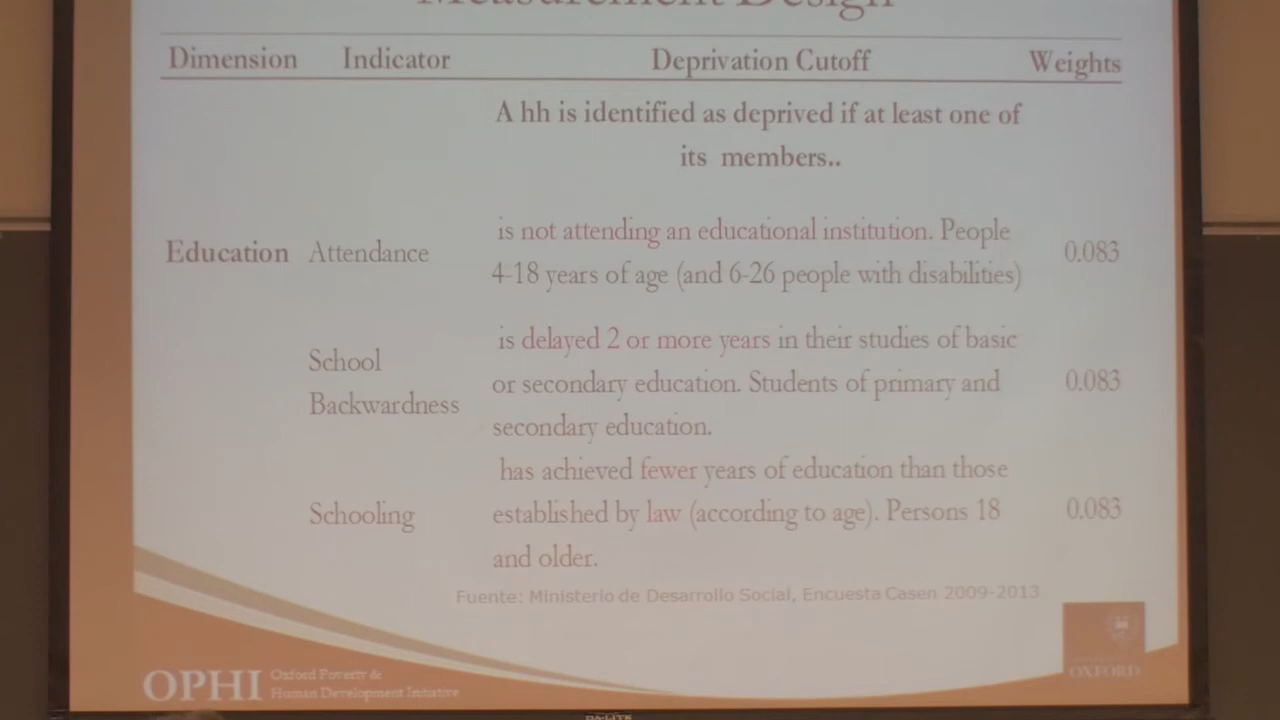 Measurement Design
Dimension Indicator Deprivation Cutoff Weights
A hh is identified as deprived if at least one of
its members..
Education Attendance is not attending an educational institution. People
4-18 years of age (and 6-26 people with disabilities) 0.083
School Backwardness is delayed 2 or more years in their studies of basic
or secondary education. Students of primary and
secondary education. 0.083
Schooling has achieved fewer years of education than those
established by law (according to age). Persons 18
and older. 0.083
Fuente: Ministerio de Desarrollo Social, Encuesta Casen 2009-2013
OPHI Oxford Poverty &
Human Development Initiative
OXFORD
DA-LITE